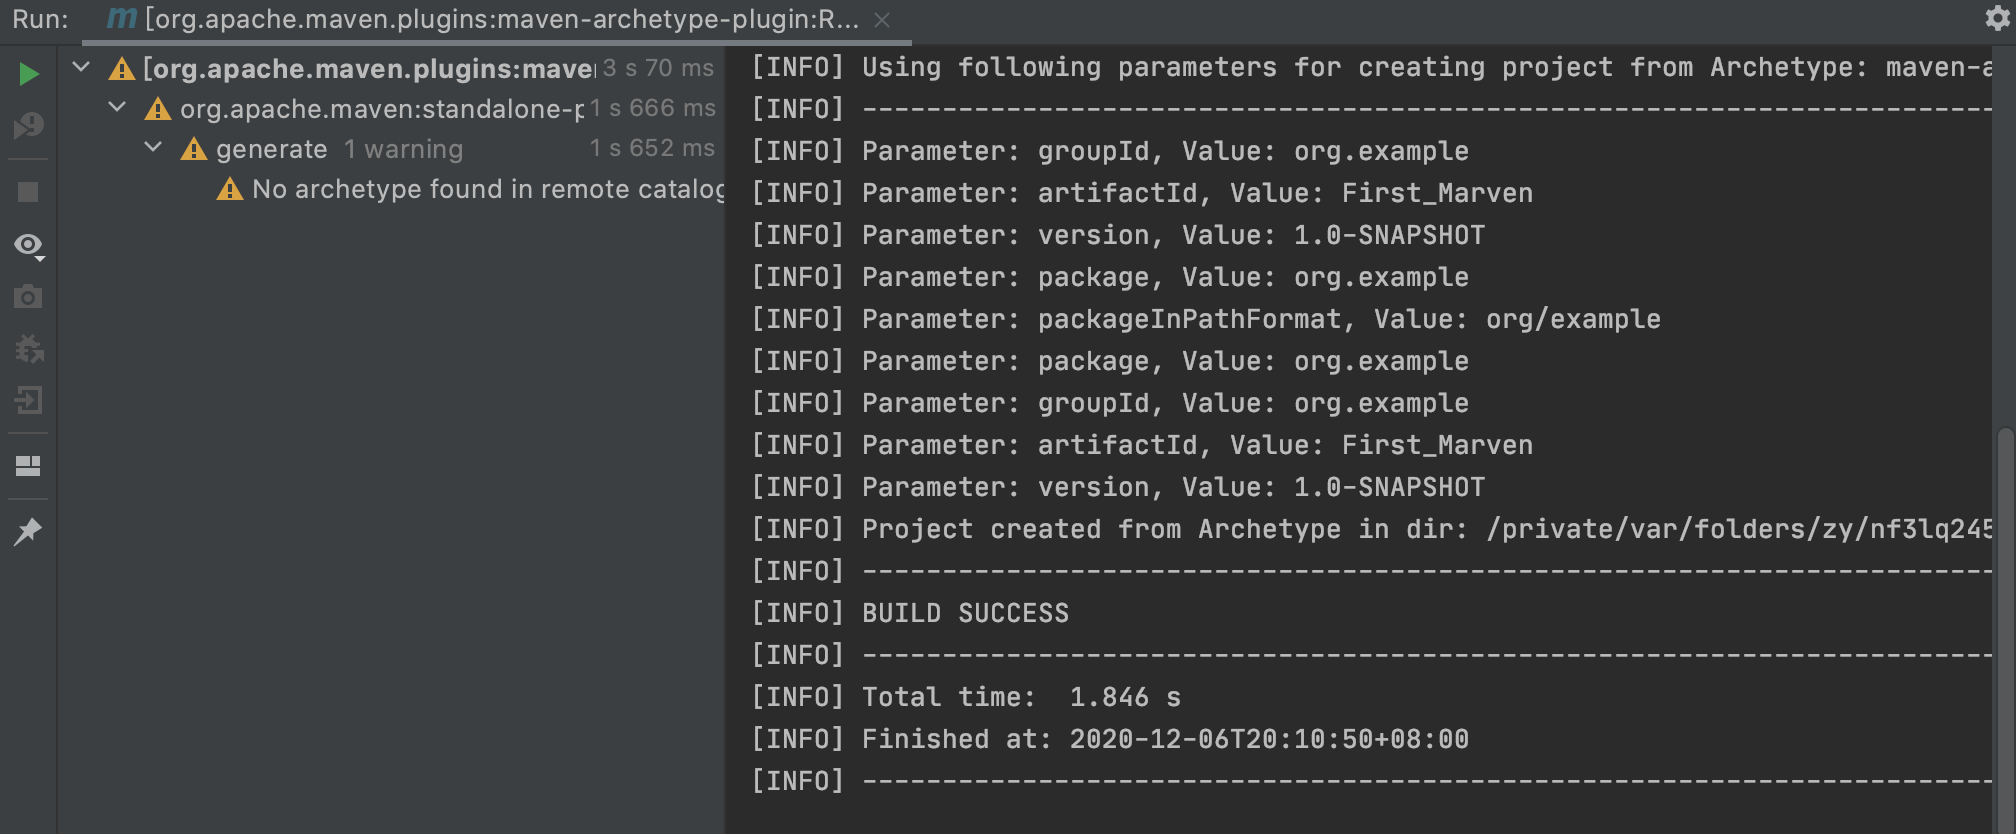 Run: m [org.apache.maven.plugins:maven-archetype-plugin:R... ×
[org.apache.maven.plugins:mave 3 s 70 ms
org.apache.maven:standalone-p 1 s 666 ms
generate 1 warning 1 s 652 ms
No archetype found in remote catalog
[INFO] Using following parameters for creating project from Archetype: maven-a
[INFO] ------------------------------------------------------------------------
[INFO] Parameter: groupId, Value: org.example
[INFO] Parameter: artifactId, Value: First_Marven
[INFO] Parameter: version, Value: 1.0-SNAPSHOT
[INFO] Parameter: package, Value: org.example
[INFO] Parameter: packageInPathFormat, Value: org/example
[INFO] Parameter: package, Value: org.example
[INFO] Parameter: groupId, Value: org.example
[INFO] Parameter: artifactId, Value: First_Marven
[INFO] Parameter: version, Value: 1.0-SNAPSHOT
[INFO] Project created from Archetype in dir: /private/var/folders/zy/nf3lq245
[INFO] ------------------------------------------------------------------------
[INFO] BUILD SUCCESS
[INFO] ------------------------------------------------------------------------
[INFO] Total time:  1.846 s
[INFO] Finished at: 2020-12-06T20:10:50+08:00
[INFO] ------------------------------------------------------------------------